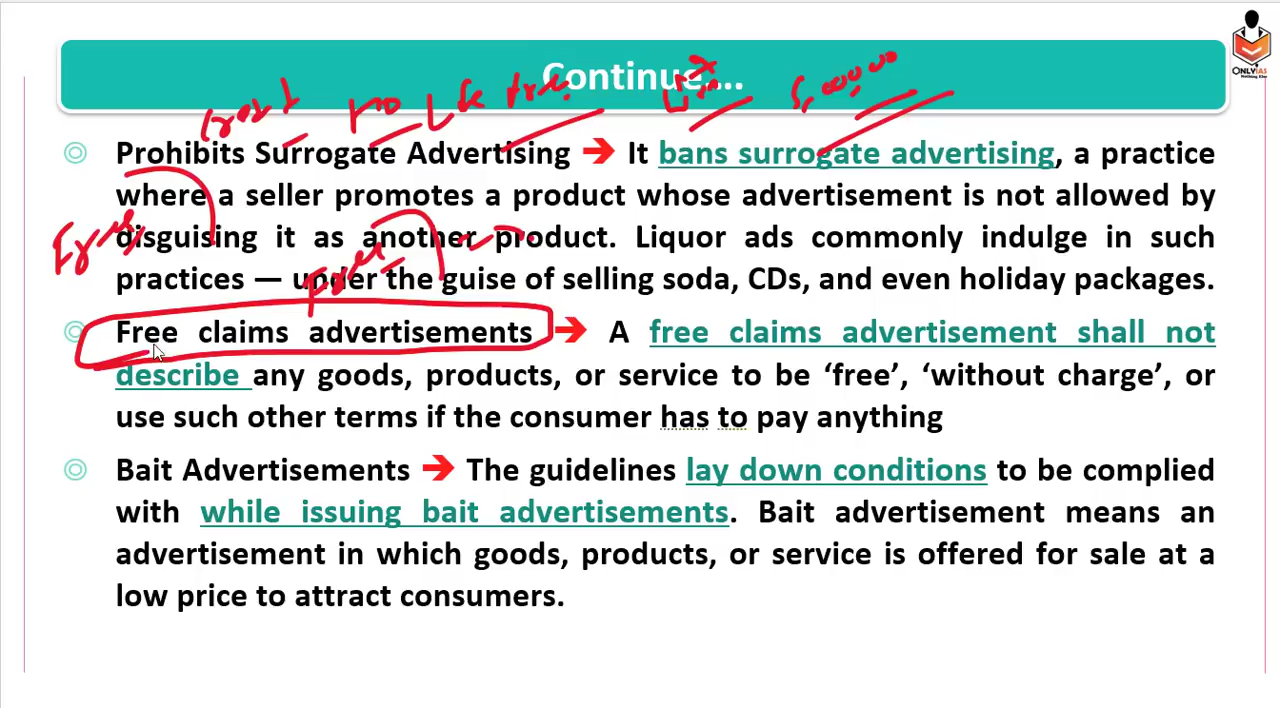 Continue....
ONLYIAS
Nothing Else
Prohibits Surrogate Advertising ➔ It bans surrogate advertising, a practice
where a seller promotes a product whose advertisement is not allowed by
disguising it as another product. Liquor ads commonly indulge in such
practices — under the guise of selling soda, CDs, and even holiday packages.
Free claims advertisements ➔ A free claims advertisement shall not
describe any goods, products, or service to be ‘free’, ‘without charge’, or
use such other terms if the consumer has to pay anything
Bait Advertisements ➔ The guidelines lay down conditions to be complied
with while issuing bait advertisements. Bait advertisement means an
advertisement in which goods, products, or service is offered for sale at a
low price to attract consumers.